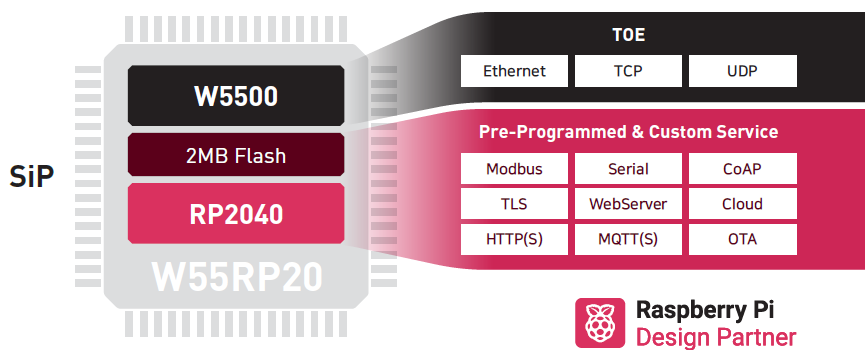 SiP
W5500
2MB Flash
RP2040
W55RP20
TOE
Ethernet TCP UDP
Pre-Programmed & Custom Service
Modbus Serial CoAP
TLS WebServer Cloud
HTTP(S) MQTT(S) OTA
Raspberry Pi
Design Partner